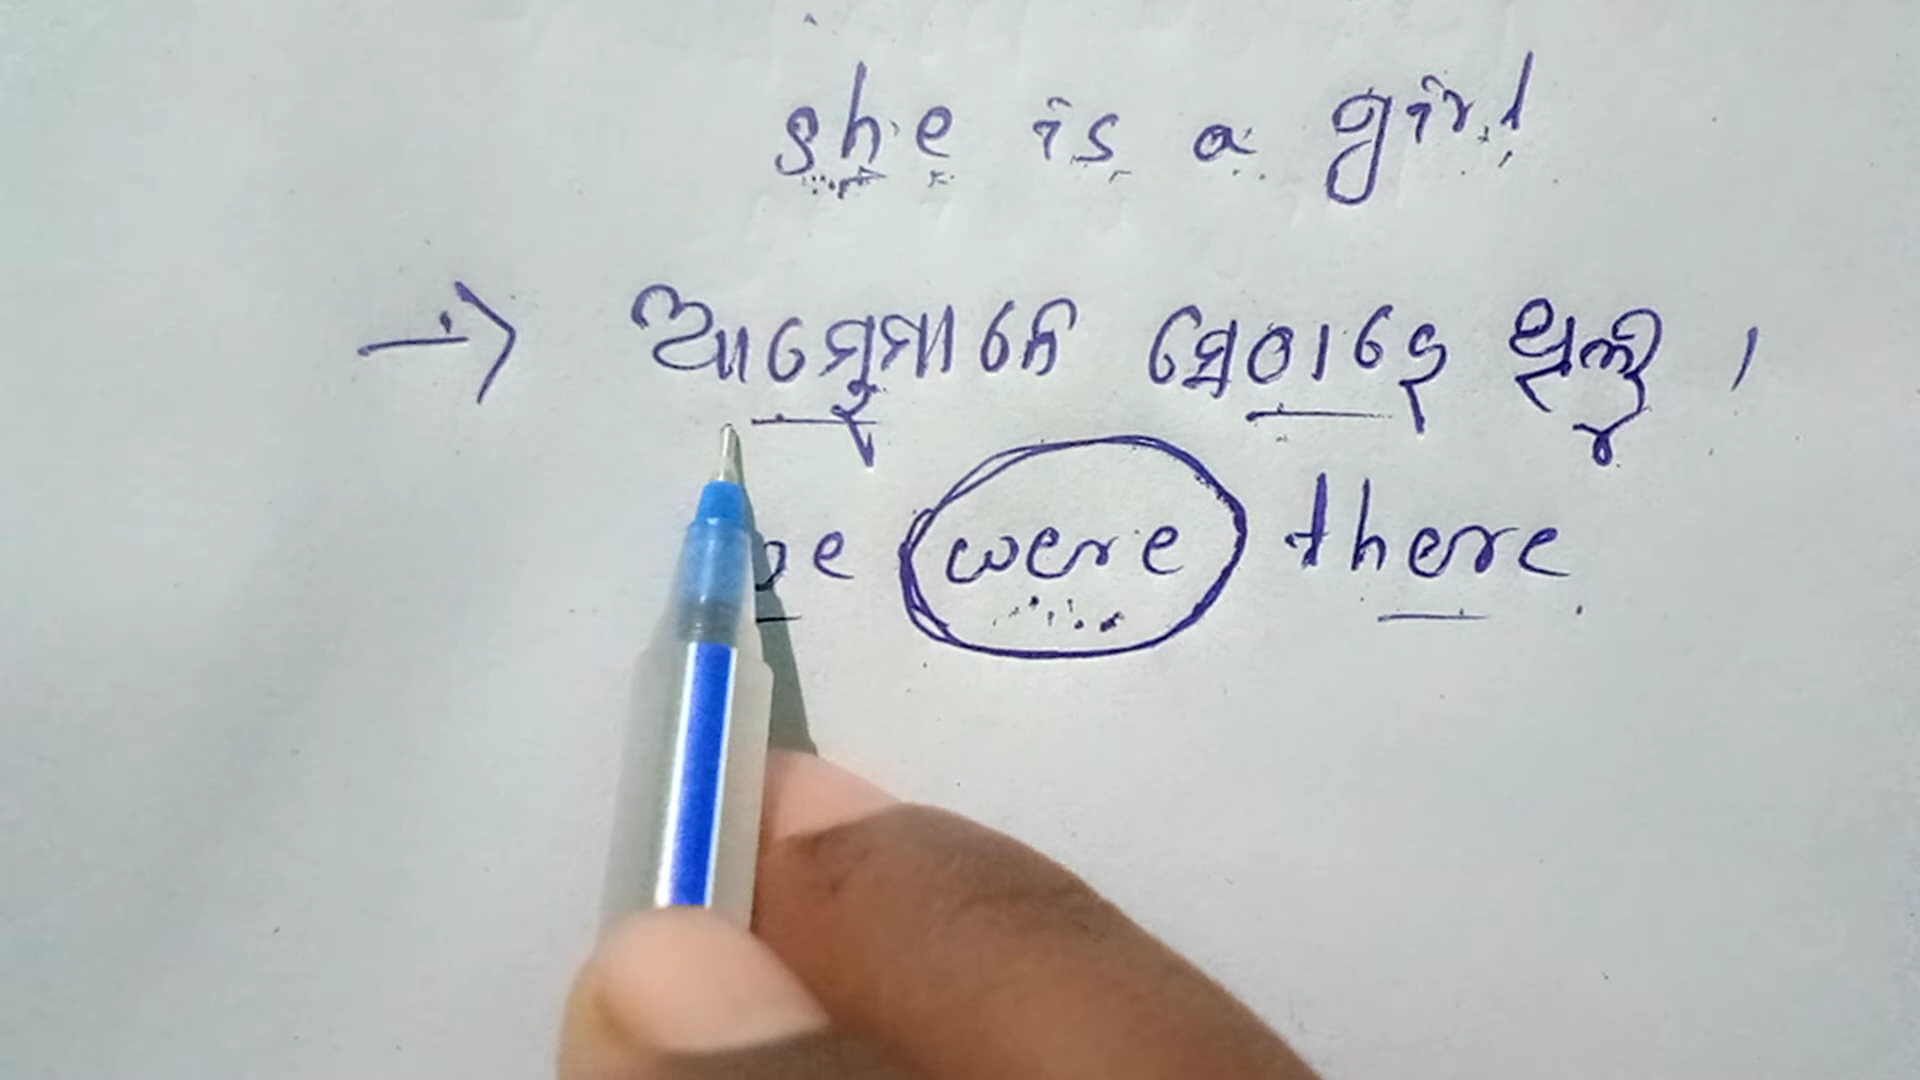 she is a girl
→ ଆମ୍ଭେମାନେ ସେଠାରେ ଥିଲୁ ।
were there